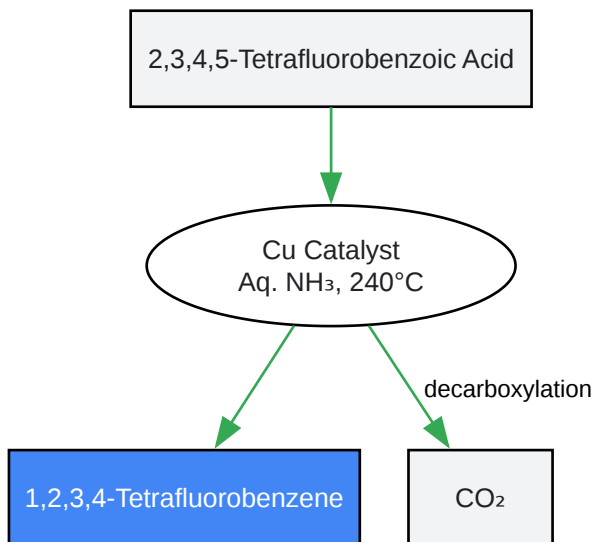 2,3,4,5-Tetrafluorobenzoic Acid
Cu Catalyst
Aq. NH₃, 240°C
decarboxylation
1,2,3,4-Tetrafluorobenzene
CO₂